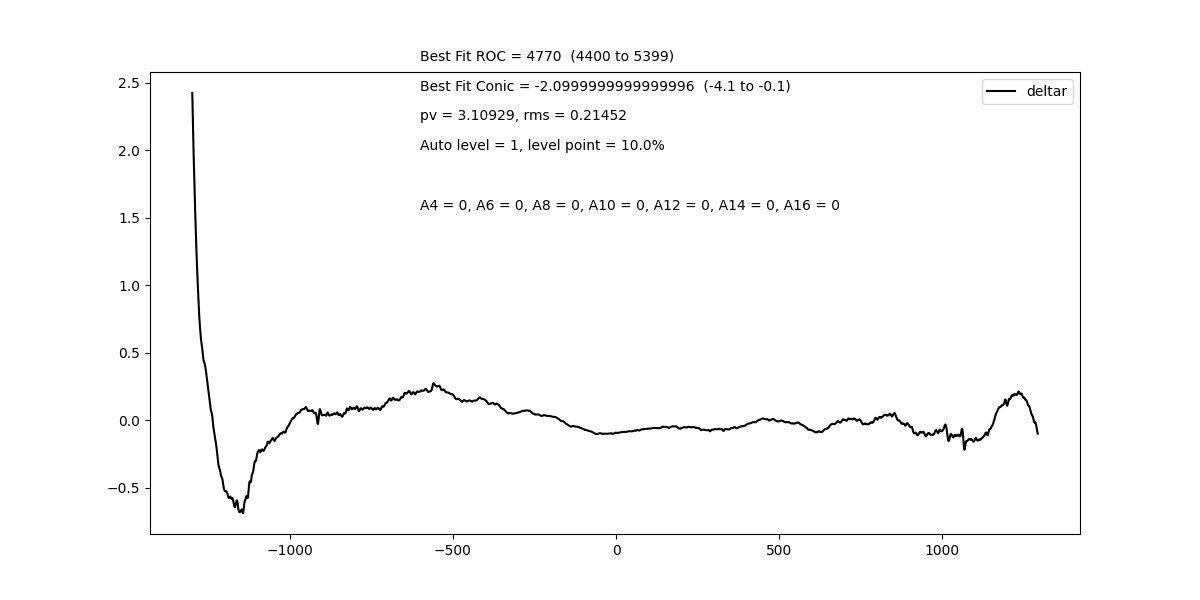 Best Fit ROC = 4770  (4400 to 5399)
Best Fit Conic = -2.0999999999999996  (-4.1 to -0.1)
pv = 3.10929, rms = 0.21452
Auto level = 1, level point = 10.0%
A4 = 0, A6 = 0, A8 = 0, A10 = 0, A12 = 0, A14 = 0, A16 = 0
deltar
2.5
2.0
1.5
1.0
0.5
0.0
−0.5
−1000
−500
0
500
1000